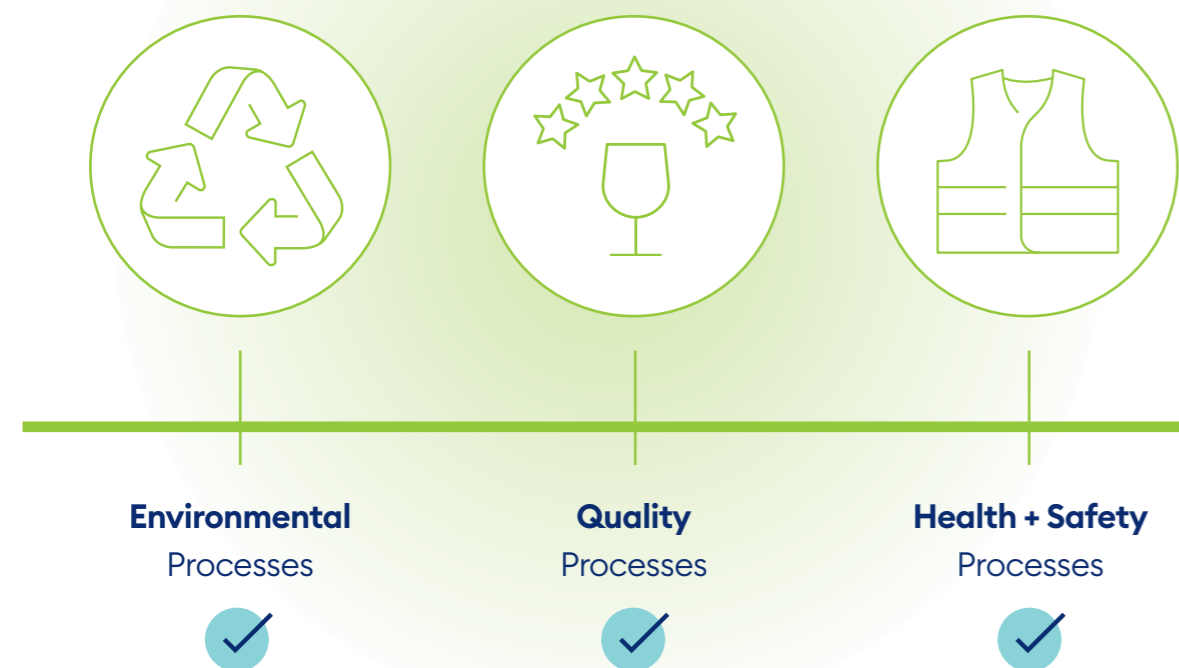 Environmental
Processes
Quality
Processes
Health + Safety
Processes